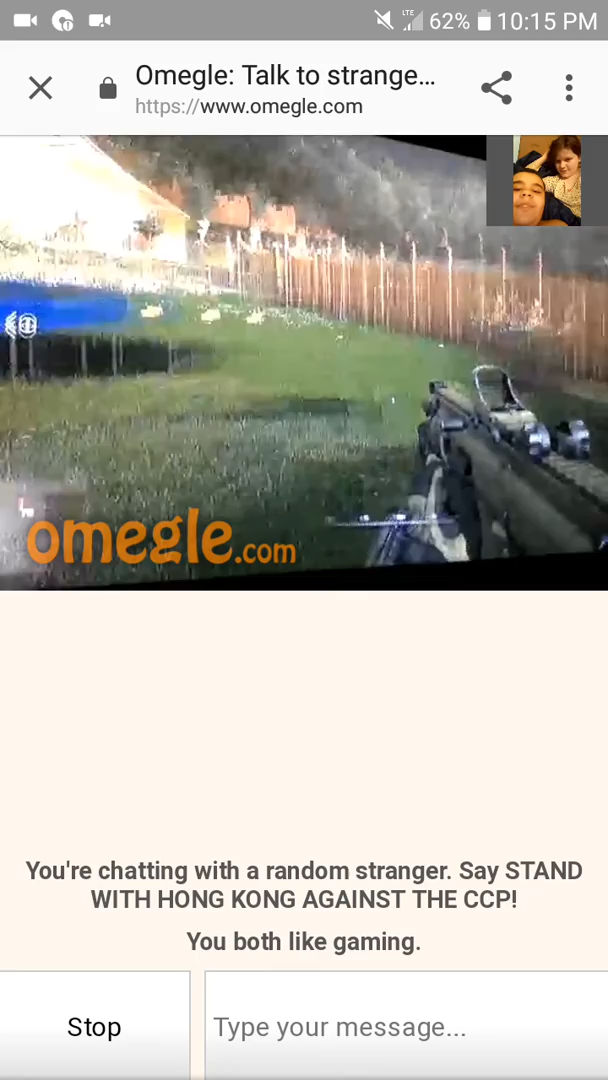 LTE 62% 10:15 PM
Omegle: Talk to strange...
https://www.omegle.com
omegle.com
You're chatting with a random stranger. Say STAND
WITH HONG KONG AGAINST THE CCP!
You both like gaming.
Stop
Type your message...